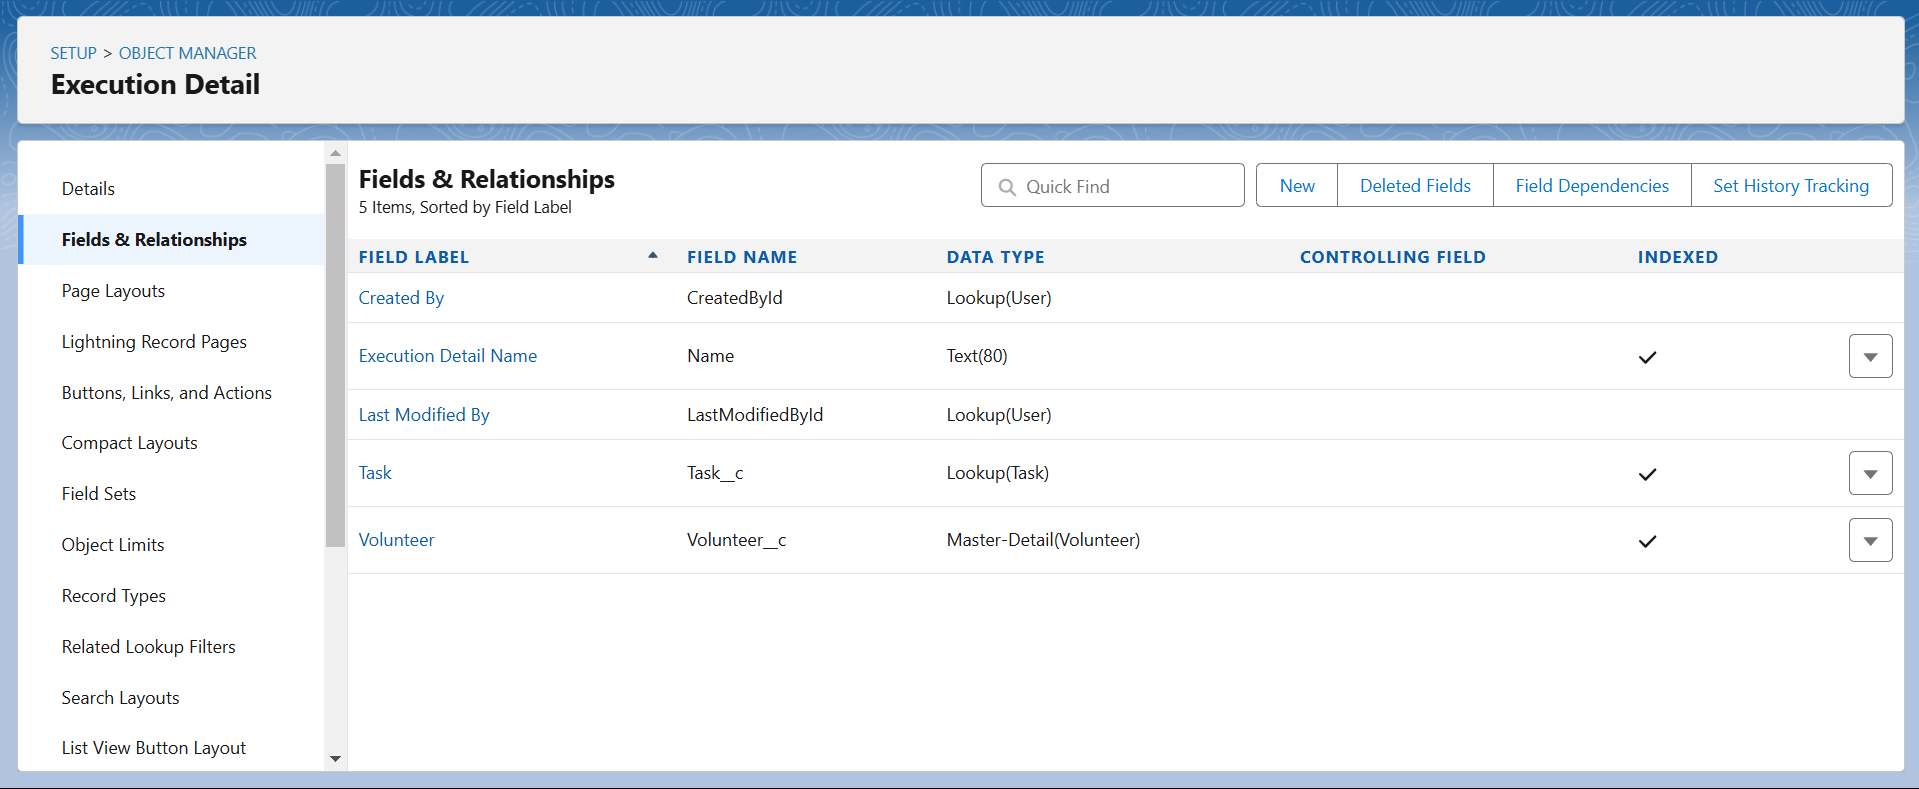 SETUP > OBJECT MANAGER
Execution Detail
Details
Fields & Relationships
Page Layouts
Lightning Record Pages
Buttons, Links, and Actions
Compact Layouts
Field Sets
Object Limits
Record Types
Related Lookup Filters
Search Layouts
List View Button Layout
Fields & Relationships
5 Items, Sorted by Field Label
Quick Find
New
Deleted Fields
Field Dependencies
Set History Tracking
FIELD LABEL FIELD NAME DATA TYPE CONTROLLING FIELD INDEXED
Created By CreatedById Lookup(User)
Execution Detail Name Name Text(80)
Last Modified By LastModifiedById Lookup(User)
Task Task__c Lookup(Task)
Volunteer Volunteer__c Master-Detail(Volunteer)